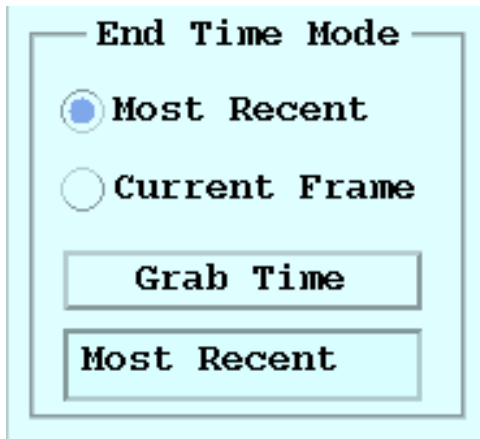 End Time Mode
Most Recent
Current Frame
Grab Time
Most Recent